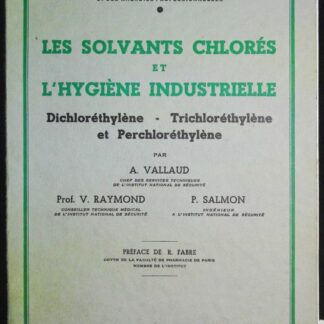 LES SOLVANTS CHLORÉS
ET
L'HYGIÈNE INDUSTRIELLE
Dichloréthylène - Trichloréthylène
et Perchloréthylène
PAR
A. VALLAUD
CHEF DES SERVICES TECHNIQUES
DE L'INSTITUT NATIONAL DE SÉCURITÉ
Prof. V. RAYMOND
CONSEILLER TECHNIQUE MÉDICAL
DE L'INSTITUT NATIONAL DE SÉCURITÉ
P. SALMON
INGÉNIEUR
A L'INSTITUT NATIONAL DE SÉCURITÉ
PRÉFACE DE R. FABRE
DOYEN DE LA FACULTÉ DE PHARMACIE DE PARIS
MEMBRE DE L'INSTITUT